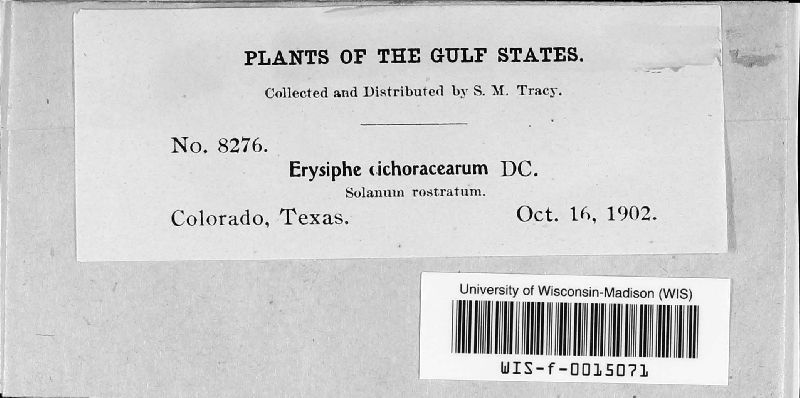 PLANTS OF THE GULF STATES.
Collected and Distributed by S. M. Tracy.
No. 8276.
Erysiphe cichoracearum DC.
Solanum rostratum.
Colorado, Texas. Oct. 16, 1902.
University of Wisconsin-Madison (WIS)
WIS-f-0015071